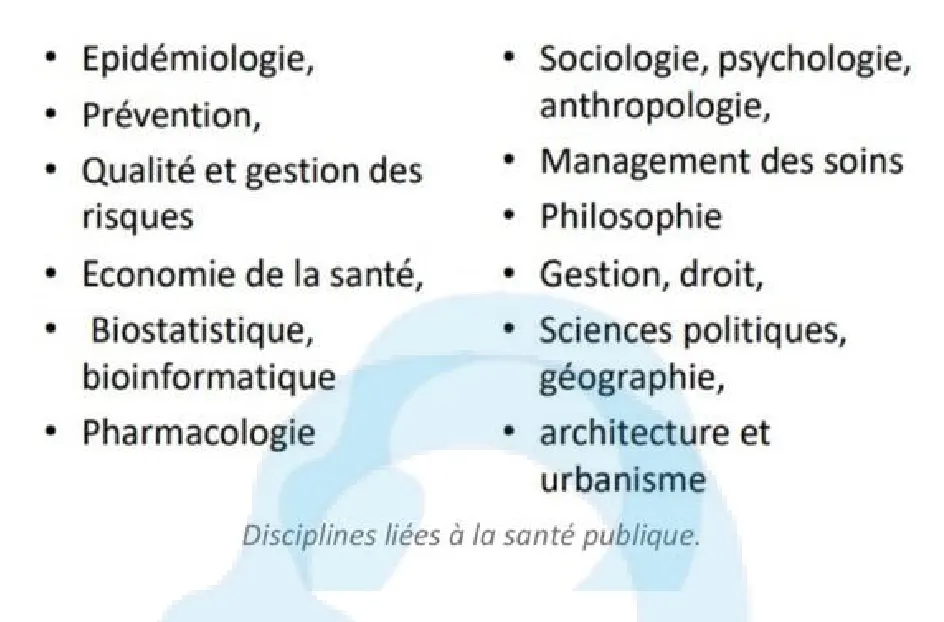 • Epidémiologie,
• Prévention,
• Qualité et gestion des
risques
• Economie de la santé,
• Biostatistique,
bioinformatique
• Pharmacologie
• Sociologie, psychologie,
anthropologie,
• Management des soins
• Philosophie
• Gestion, droit,
• Sciences politiques,
géographie,
• architecture et
urbanisme
Disciplines liées à la santé publique.